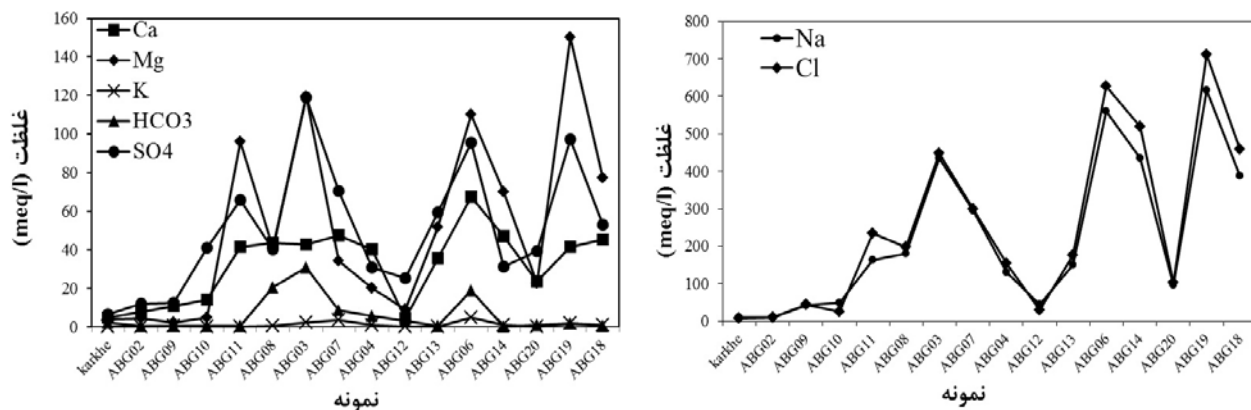 160
140
120
100
80
60
40
20
0
غلظت (meq/l)
Ca
Mg
K
HCO3
SO4
karkhe
ABG02
ABG09
ABG10
ABG11
ABG08
ABG03
ABG07
ABG04
ABG12
ABG13
ABG06
ABG14
ABG20
ABG19
ABG18
نمونه
800
700
600
500
400
300
200
100
0
غلظت (meq/l)
Na
Cl
karkhe
ABG02
ABG09
ABG10
ABG11
ABG08
ABG03
ABG07
ABG04
ABG12
ABG13
ABG06
ABG14
ABG20
ABG19
ABG18
نمونه